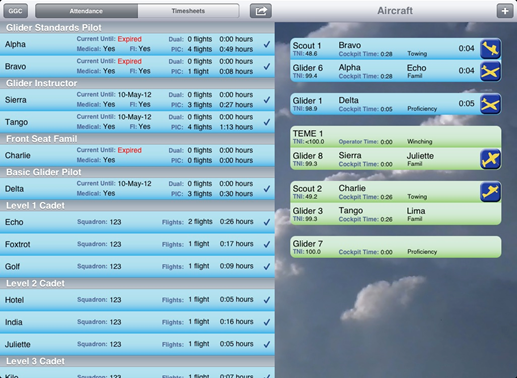 GGC Attendance Timesheets
Glider Standards Pilot
Alpha Current Until: Expired Dual: 0 flights 0:00 hours
Medical: Yes FI: Yes PIC: 4 flights 0:49 hours
Bravo Current Until: Expired Dual: 0 flights 0:00 hours
Medical: Yes FI: Yes PIC: 1 flight 0:08 hours
Glider Instructor
Sierra Current Until: 10-May-12 Dual: 0 flights 0:00 hours
Medical: Yes FI: Yes PIC: 3 flights 0:27 hours
Tango Current Until: 10-May-12 Dual: 0 flights 0:00 hours
Medical: Yes FI: Yes PIC: 4 flights 1:13 hours
Front Seat Famil
Charlie Current Until: Expired Dual: 0 flights 0:00 hours
Medical: Yes PIC: 0 flights 0:00 hours
Basic Glider Pilot
Delta Current Until: 10-May-12 Dual: 0 flights 0:00 hours
Medical: Yes PIC: 3 flights 0:30 hours
Level 1 Cadet
Echo Squadron: 123 Flights: 2 flights 0:26 hours
Foxtrot Squadron: 123 Flights: 1 flight 0:17 hours
Golf Squadron: 123 Flights: 1 flight 0:09 hours
Level 2 Cadet
Hotel Squadron: 123 Flights: 1 flight 0:05 hours
India Squadron: 123 Flights: 1 flight 0:16 hours
Juliette Squadron: 123 Flights: 1 flight 0:05 hours
Level 3 Cadet
Kilo Squadron: 123 Flights: 1 flight 0:07 hours
Aircraft +
Scout 1 Bravo 0:04
TNI: 48.6 Cockpit Time: 0:28 Towing
Glider 6 Alpha Echo 0:04
TNI: 99.4 Cockpit Time: 0:28 Famil
Glider 1 Delta 0:05
TNI: 98.9 Cockpit Time: 0:05 Proficiency
TEME 1
TNI: <100.0 Operator Time: 0:00 Winching
Glider 8 Sierra Juliette
TNI: 99.3 Cockpit Time: 0:00 Famil
Scout 2 Charlie
TNI: 49.2 Cockpit Time: 0:26 Towing
Glider 3 Tango Lima
TNI: 99.3 Cockpit Time: 0:26 Famil
Glider 7
TNI: 100.0 Cockpit Time: 0:00 Proficiency